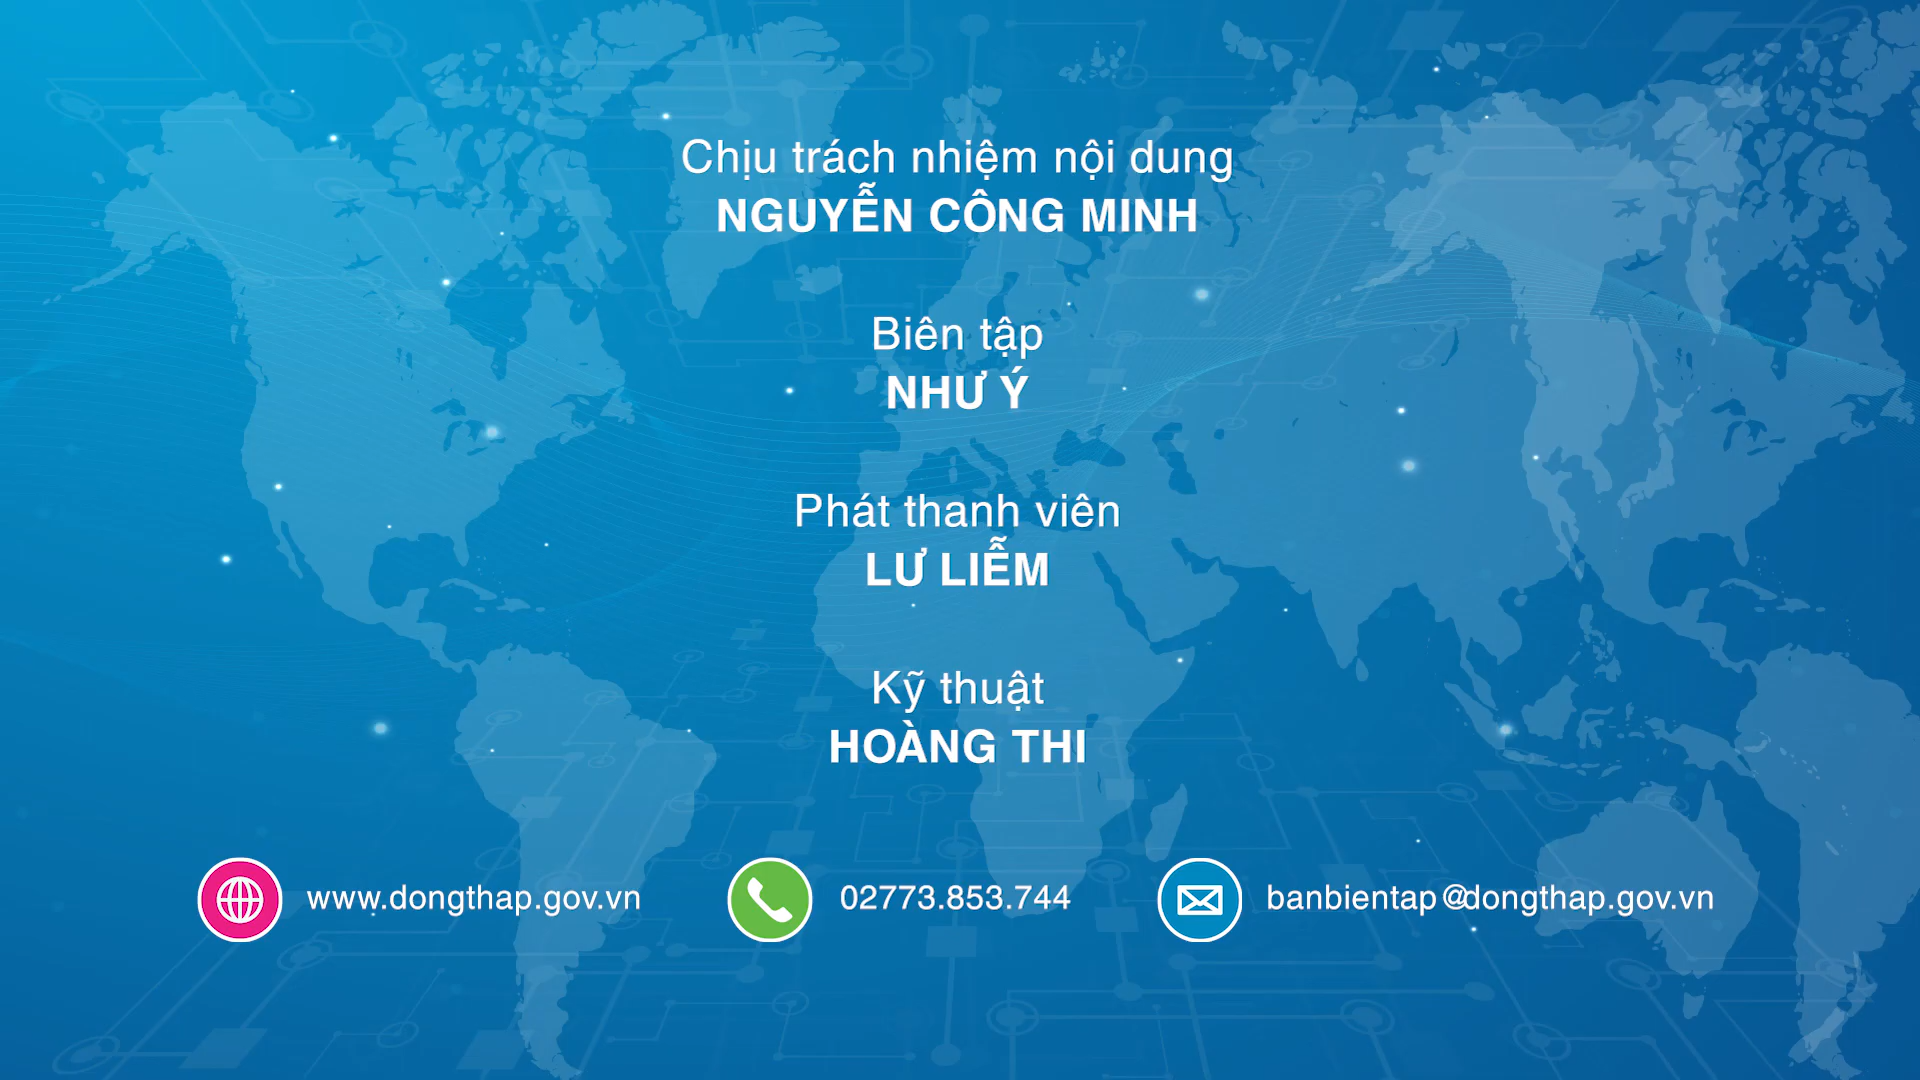 Chịu trách nhiệm nội dung
NGUYỄN CÔNG MINH
Biên tập
NHƯ Ý
Phát thanh viên
LƯ LIỄM
Kỹ thuật
HOÀNG THI
www.dongthap.gov.vn
02773.853.744
banbientap@dongthap.gov.vn